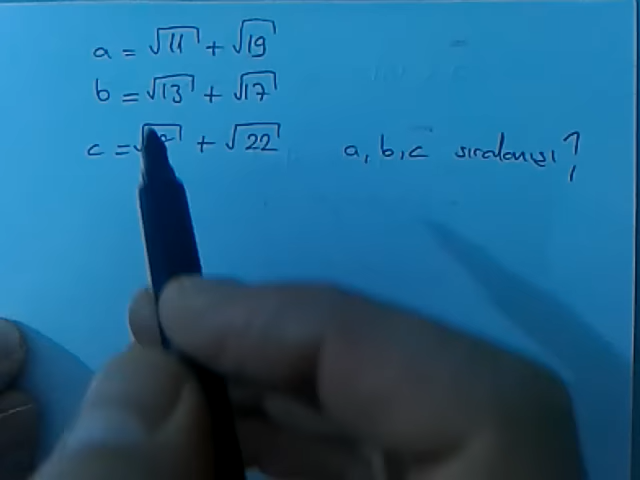 a = √11 + √19
b = √13 + √17
c = + √22 a, b, c sıralanışı?